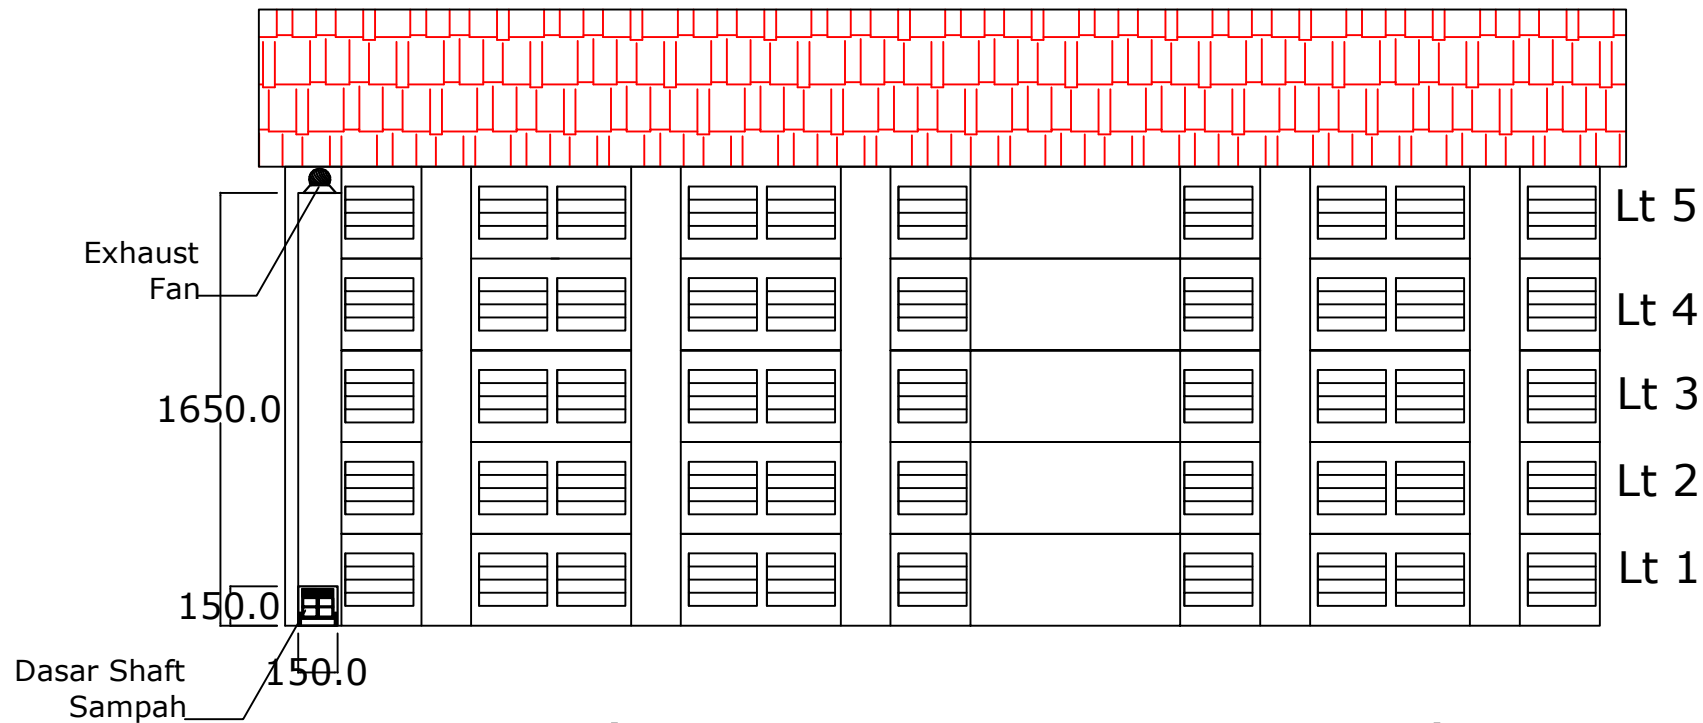 Lt 5
Exhaust
Fan
Lt 4
Lt 3
1650.0
Lt 2
Lt 1
150.0
Dasar Shaft
Sampah
150.0